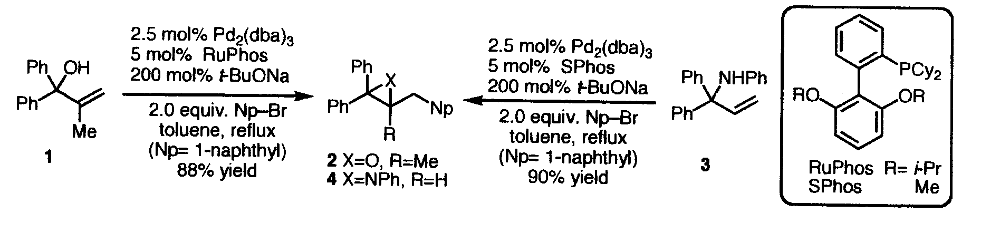 2.5 mol% Pd2(dba)3
5 mol% RuPhos
200 mol% t-BuONa
Ph OH
Ph
Me
1
2.0 equiv. Np–Br
toluene, reflux
(Np= 1-naphthyl)
88% yield
Ph
X
Ph
Np
R
2 X=O, R=Me
4 X=NPh, R=H
2.5 mol% Pd2(dba)3
5 mol% SPhos
200 mol% t-BuONa
2.0 equiv. Np–Br
toluene, reflux
(Np= 1-naphthyl)
90% yield
Ph NHPh
Ph
3
PCy2
RO OR
RuPhos R= i-Pr
SPhos Me